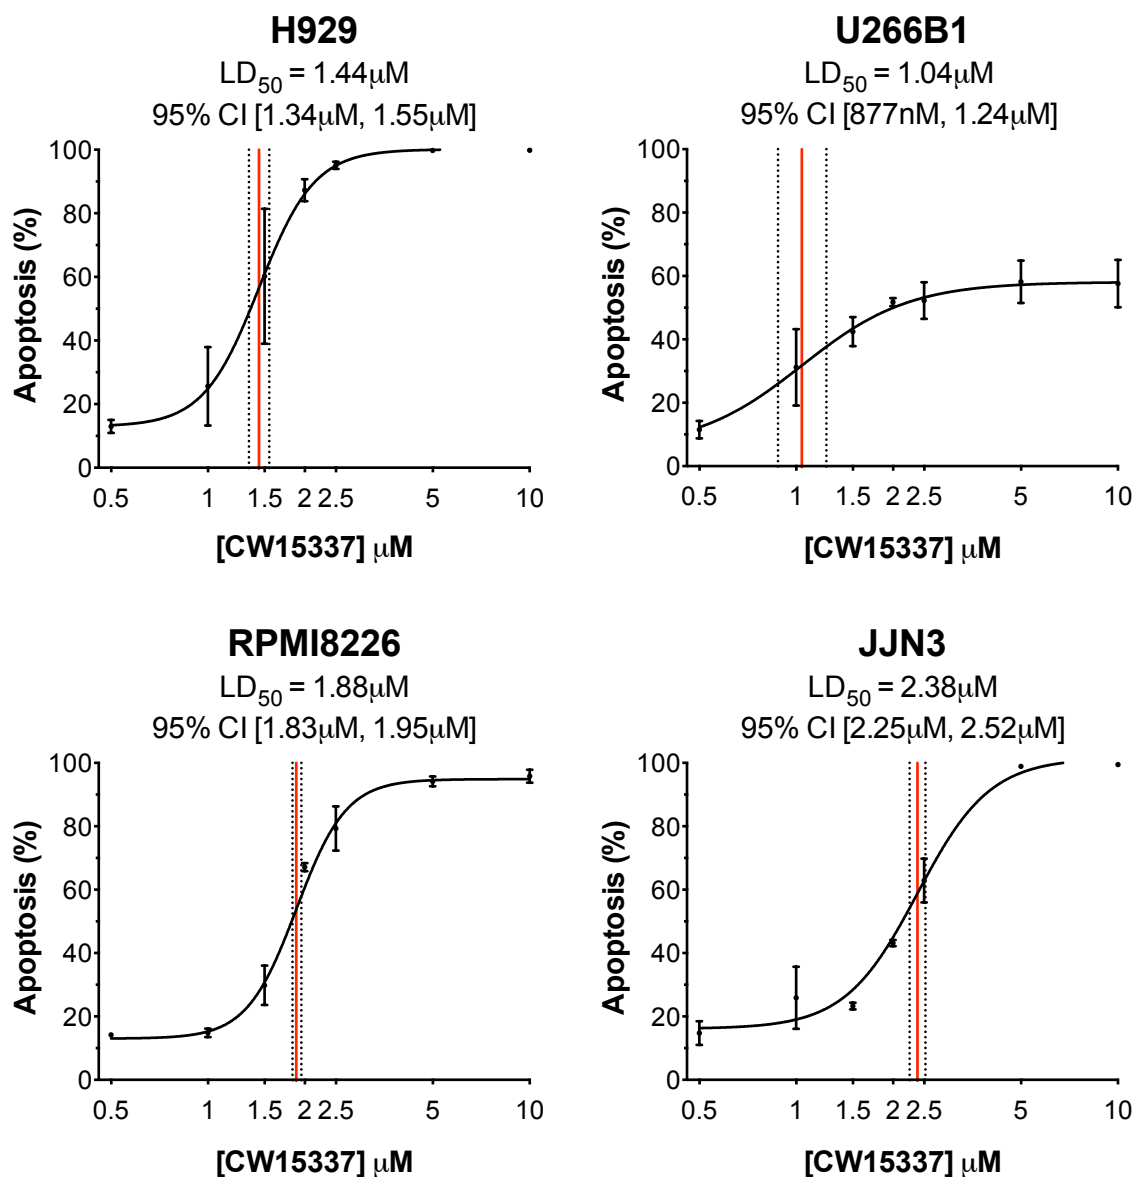 H929
LD50 = 1.44μM
95% CI [1.34μM, 1.55μM]
Apoptosis (%)
100
80
60
40
20
0
0.5 1 1.5 2 2.5 5 10
[CW15337] μM
U266B1
LD50 = 1.04μM
95% CI [877nM, 1.24μM]
Apoptosis (%)
100
80
60
40
20
0
0.5 1 1.5 2 2.5 5 10
[CW15337] μM
RPMI8226
LD50 = 1.88μM
95% CI [1.83μM, 1.95μM]
Apoptosis (%)
100
80
60
40
20
0
0.5 1 1.5 2 2.5 5 10
[CW15337] μM
JJN3
LD50 = 2.38μM
95% CI [2.25μM, 2.52μM]
Apoptosis (%)
100
80
60
40
20
0
0.5 1 1.5 2 2.5 5 10
[CW15337] μM